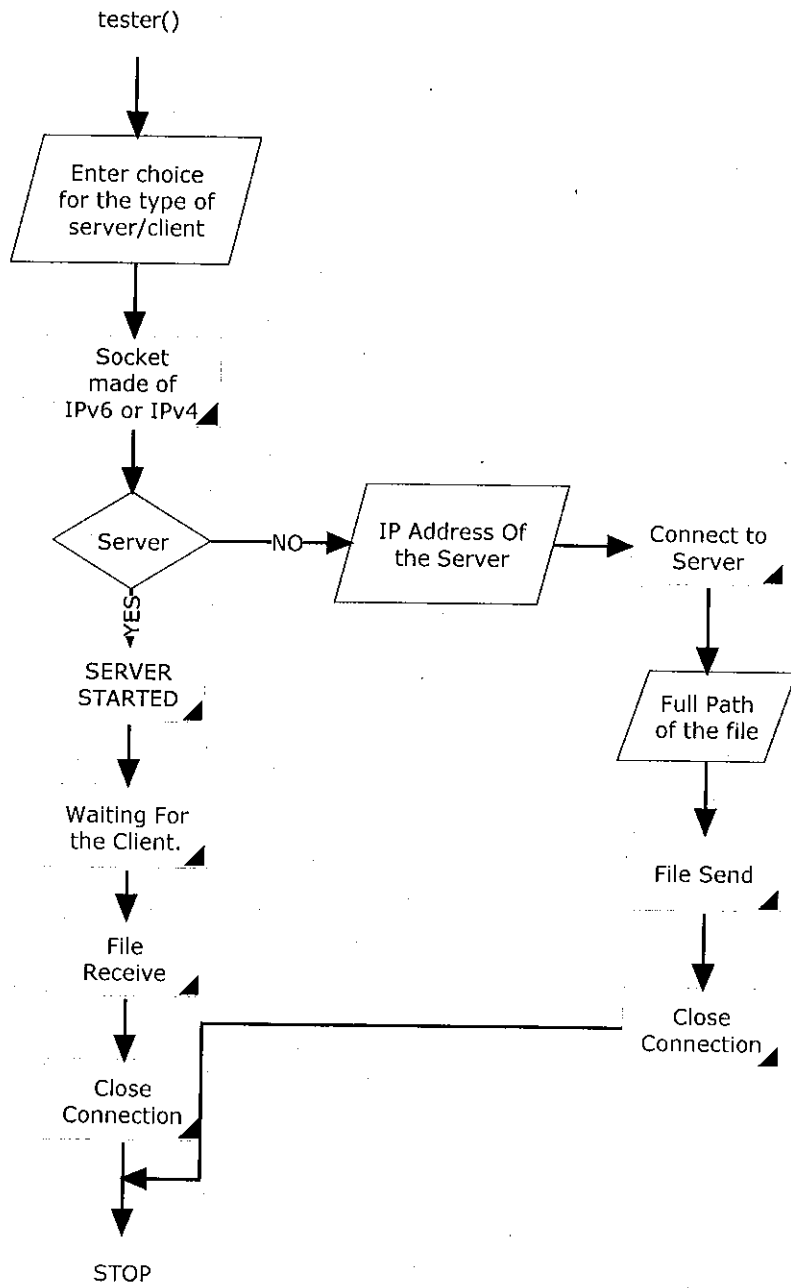 tester()
Enter choice
for the type of
server/client
Socket
made of
IPv6 or IPv4
Server
NO
YES
IP Address Of
the Server
Connect to
Server
Full Path
of the file
File Send
Close
Connection
SERVER
STARTED
Waiting For
the Client.
File
Receive
Close
Connection
STOP